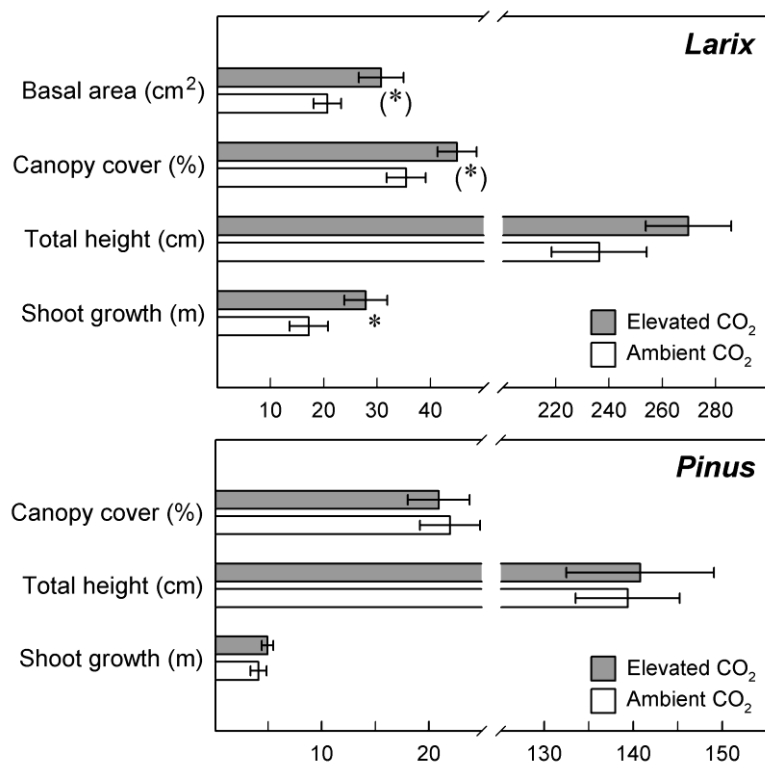 Larix
Basal area (cm²)
(*)
Canopy cover (%)
(*)
Total height (cm)
Shoot growth (m)
*
Elevated CO₂
Ambient CO₂
10 20 30 40 220 240 260 280
Pinus
Canopy cover (%)
Total height (cm)
Shoot growth (m)
Elevated CO₂
Ambient CO₂
10 20 130 140 150